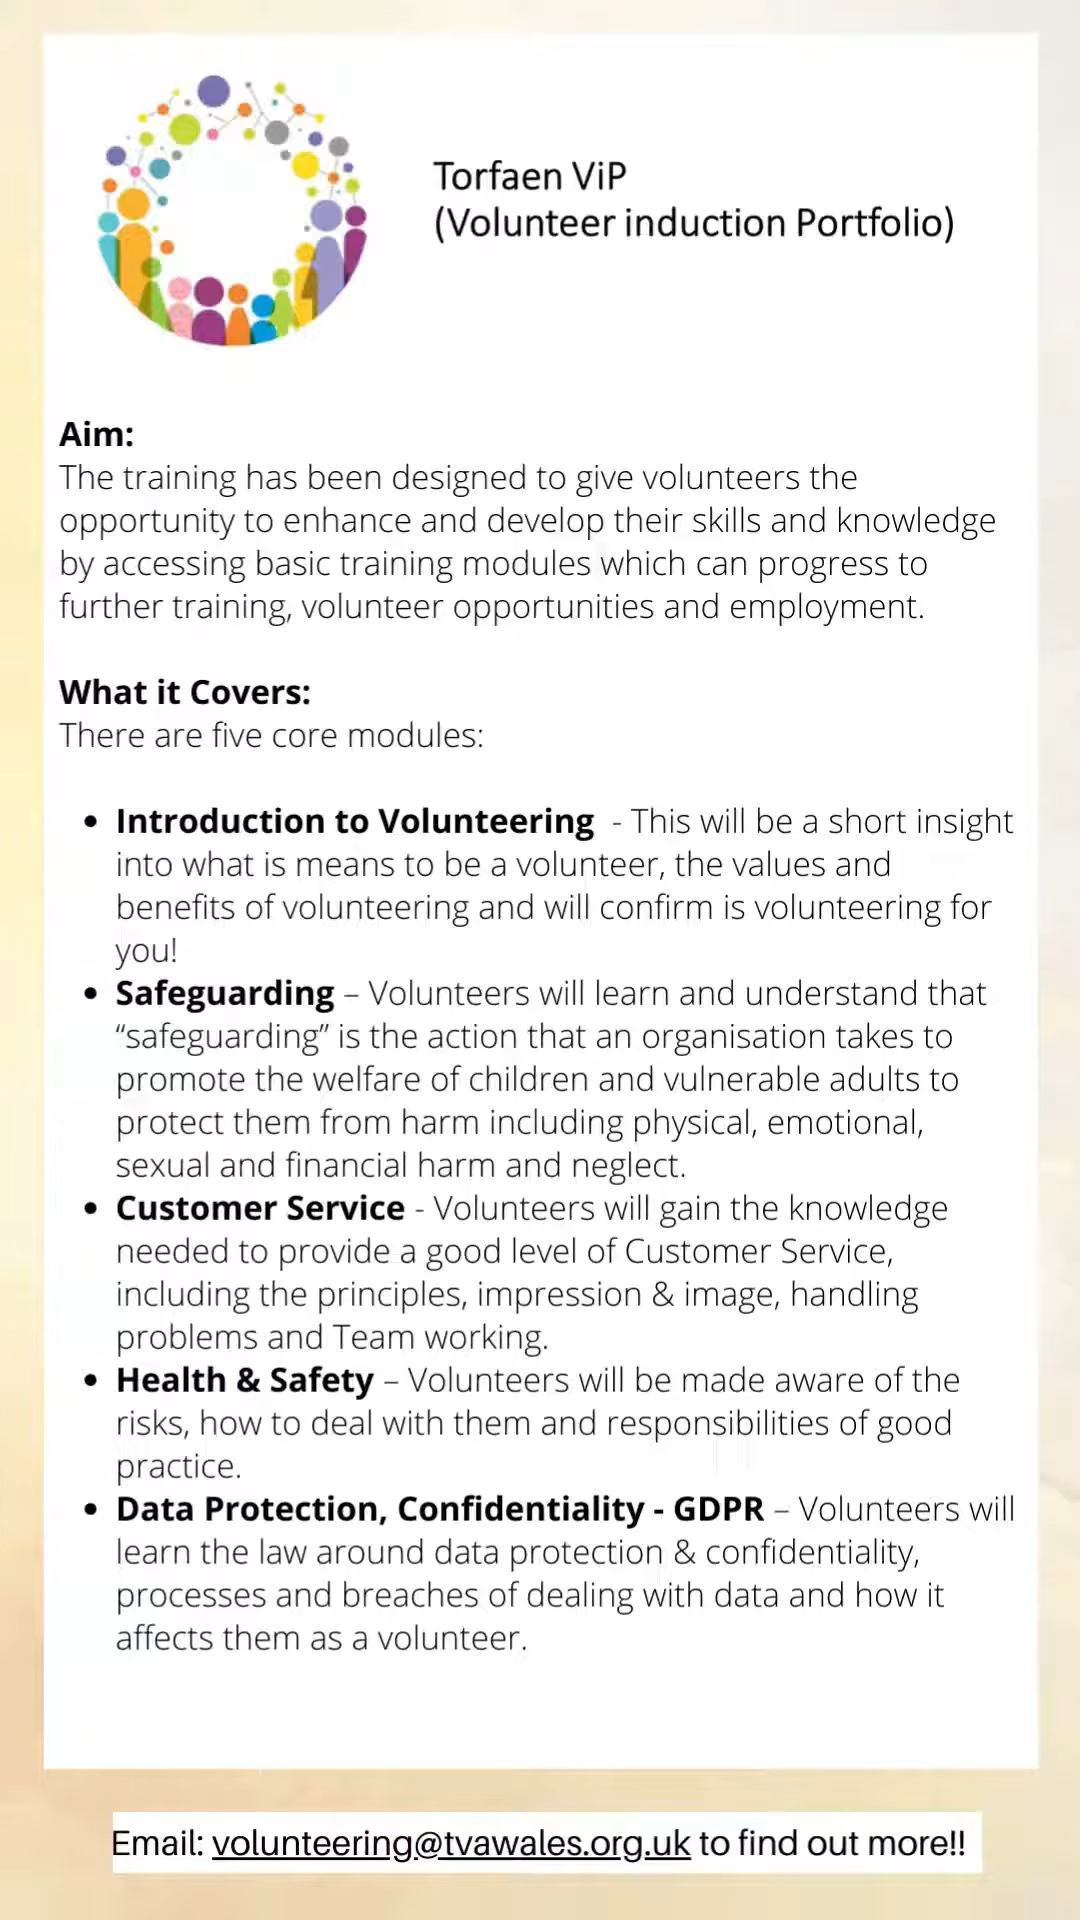 Torfaen ViP
(Volunteer induction Portfolio)
Aim:
The training has been designed to give volunteers the
opportunity to enhance and develop their skills and knowledge
by accessing basic training modules which can progress to
further training, volunteer opportunities and employment.
What it Covers:
There are five core modules:
• Introduction to Volunteering - This will be a short insight
into what is means to be a volunteer, the values and
benefits of volunteering and will confirm is volunteering for
you!
• Safeguarding – Volunteers will learn and understand that
“safeguarding” is the action that an organisation takes to
promote the welfare of children and vulnerable adults to
protect them from harm including physical, emotional,
sexual and financial harm and neglect.
• Customer Service - Volunteers will gain the knowledge
needed to provide a good level of Customer Service,
including the principles, impression & image, handling
problems and Team working.
• Health & Safety – Volunteers will be made aware of the
risks, how to deal with them and responsibilities of good
practice.
• Data Protection, Confidentiality - GDPR – Volunteers will
learn the law around data protection & confidentiality,
processes and breaches of dealing with data and how it
affects them as a volunteer.
Email: volunteering@tvawales.org.uk to find out more!!